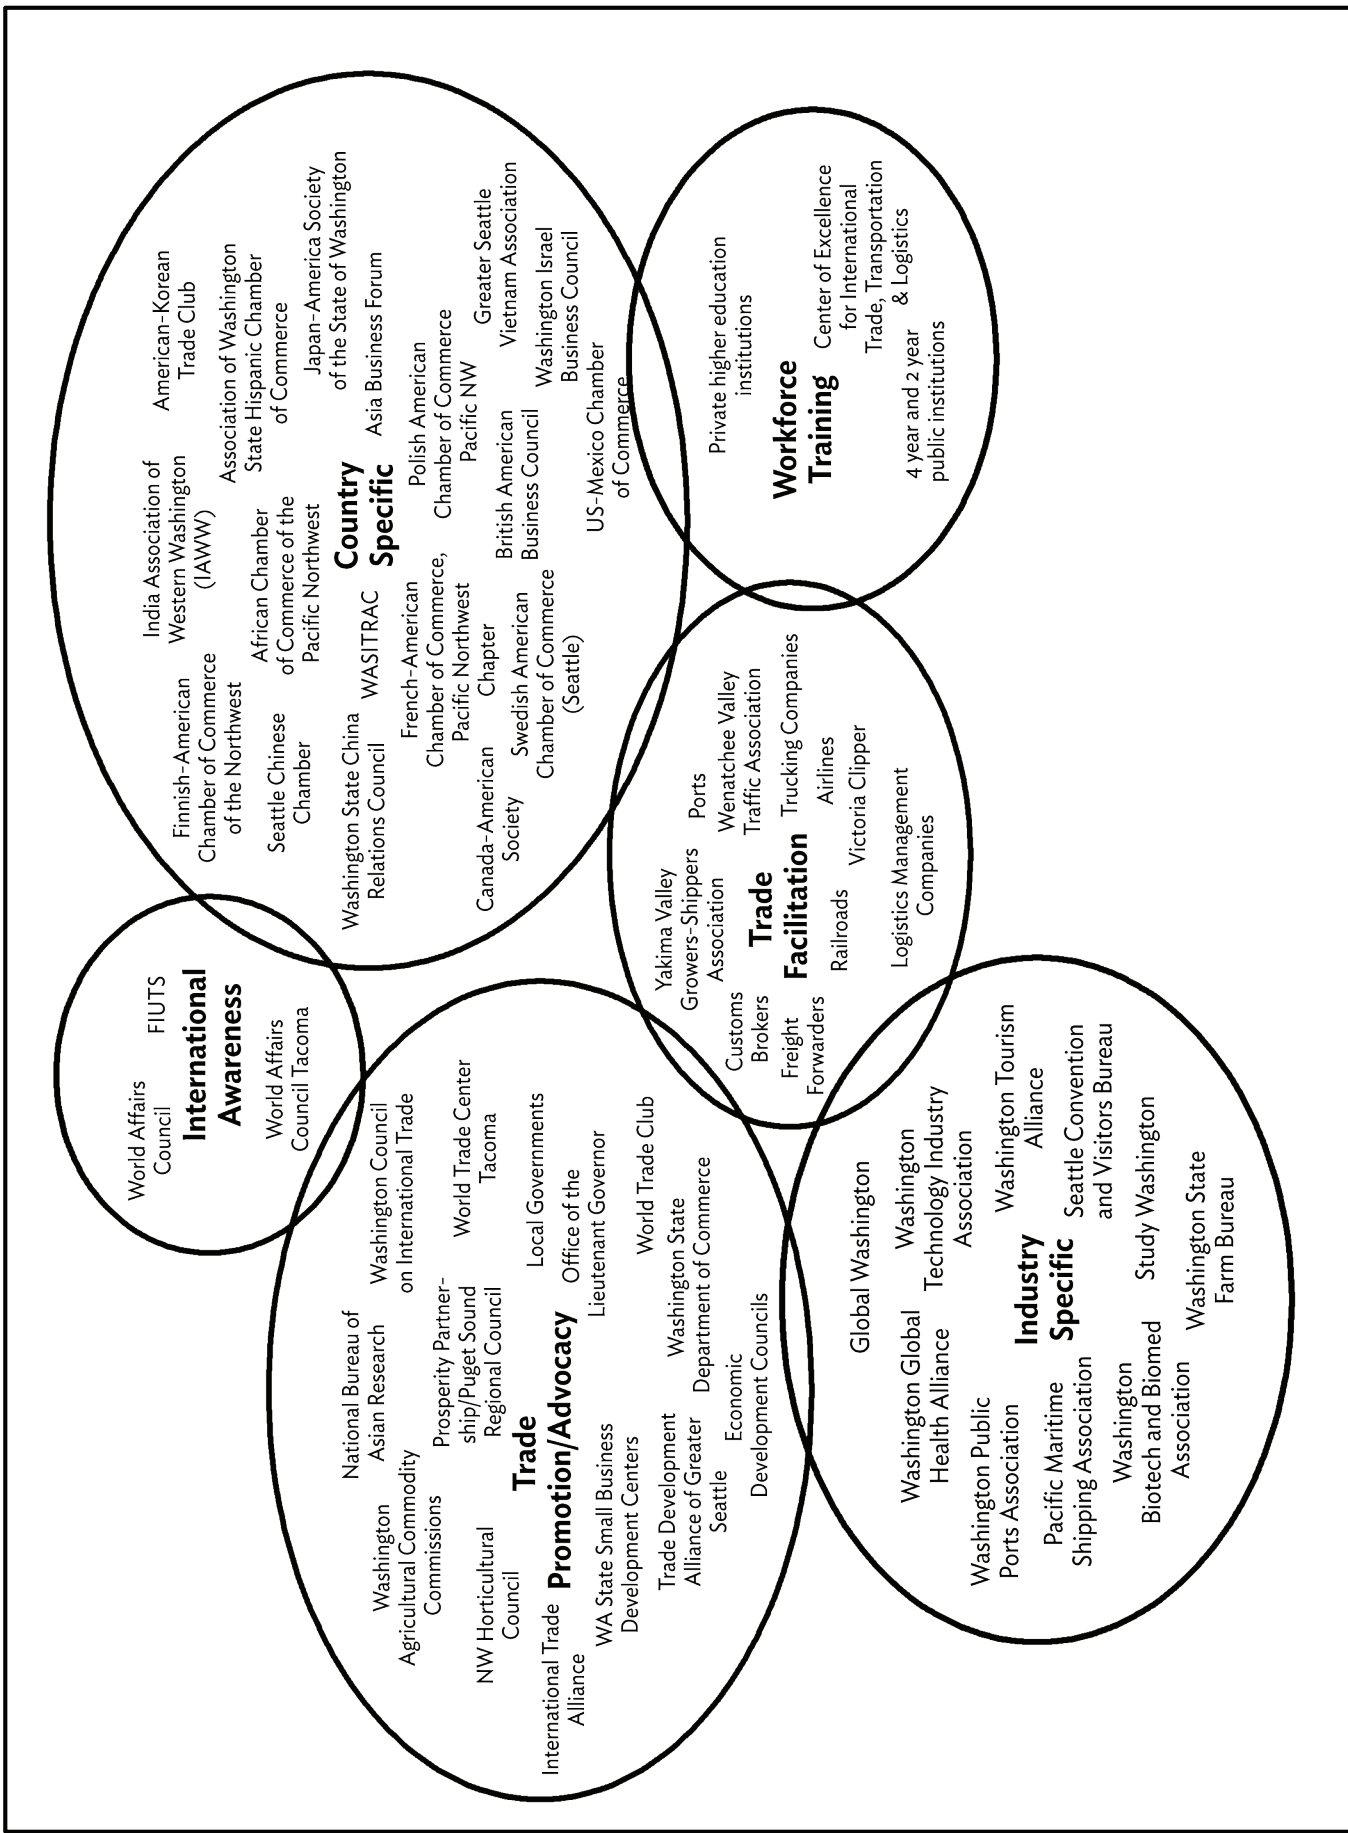 World Affairs
Council
FIUTS
International
Awareness
World Affairs
Council Tacoma
Finnish-American
Chamber of Commerce
of the Northwest
India Association of
Western Washington
(IAWW)
American-Korean
Trade Club
Association of Washington
State Hispanic Chamber
of Commerce
African Chamber
of Commerce of the
Pacific Northwest
Seattle Chinese
Chamber
Japan-America Society
of the State of Washington
Country
Specific
Washington State China
Relations Council
WASITRAC
Asia Business Forum
French-American
Chamber of Commerce,
Pacific Northwest
Chapter
Polish American
Chamber of Commerce
Pacific NW
Greater Seattle
Vietnam Association
Canada-American
Society
British American
Business Council
Swedish American
Chamber of Commerce
(Seattle)
Washington Israel
Business Council
US-Mexico Chamber
of Commerce
National Bureau of
Asian Research
Washington Council
on International Trade
Washington
Agricultural Commodity
Commissions
Prosperity Partner-
ship/Puget Sound
Regional Council
World Trade Center
Tacoma
NW Horticultural
Council
Trade
Promotion/Advocacy
Local Governments
Office of the
Lieutenant Governor
International Trade
Alliance
WA State Small Business
Development Centers
World Trade Club
Washington State
Department of Commerce
Trade Development
Alliance of Greater
Seattle
Economic
Development Councils
Yakima Valley
Growers-Shippers
Association
Ports
Wenatchee Valley
Traffic Association
Customs
Brokers
Trade
Facilitation
Trucking Companies
Freight
Forwarders
Airlines
Railroads
Victoria Clipper
Logistics Management
Companies
Private higher education
institutions
Workforce
Training
Center of Excellence
for International
Trade, Transportation
& Logistics
4 year and 2 year
public institutions
Global Washington
Washington Global
Health Alliance
Washington
Technology Industry
Association
Washington Public
Ports Association
Washington Tourism
Alliance
Industry
Specific
Pacific Maritime
Shipping Association
Seattle Convention
and Visitors Bureau
Washington
Biotech and Biomed
Association
Study Washington
Washington State
Farm Bureau